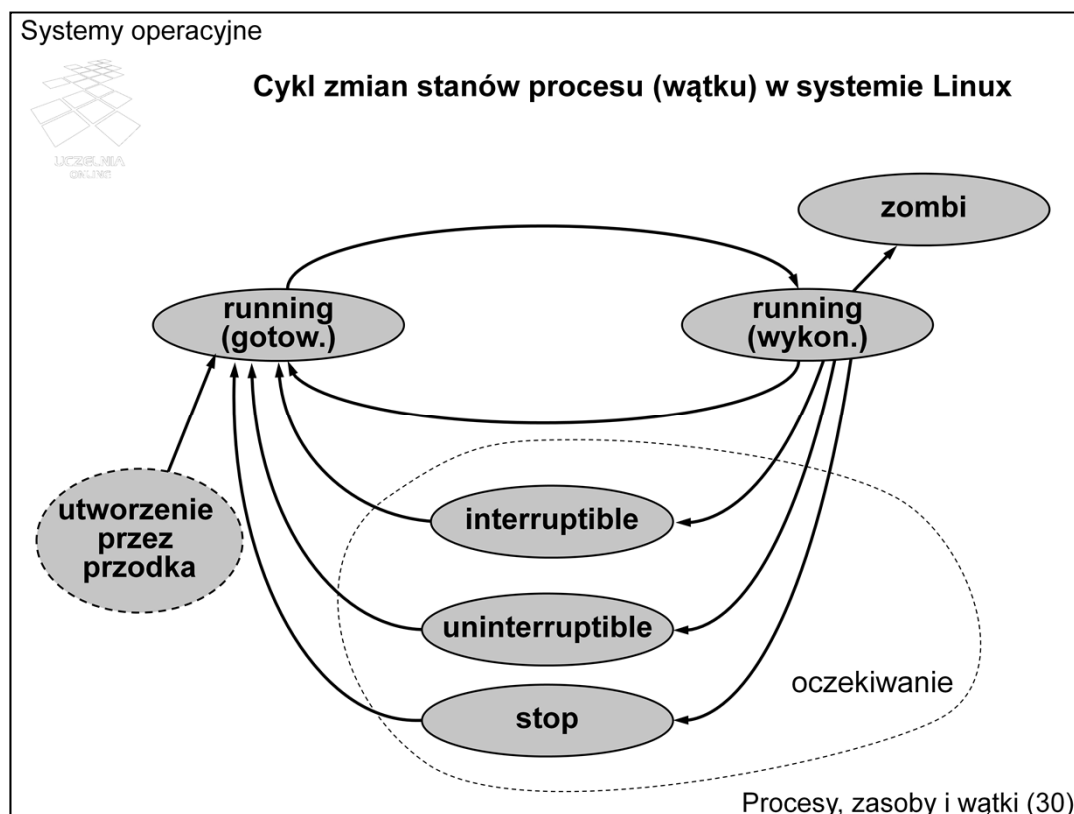 Systemy operacyjne
Cykl zmian stanów procesu (wątku) w systemie Linux
zombi
running
(gotow.)
running
(wykon.)
utworzenie
przez
przodka
interruptible
uninterruptible
oczekiwanie
stop
Procesy, zasoby i wątki (30)